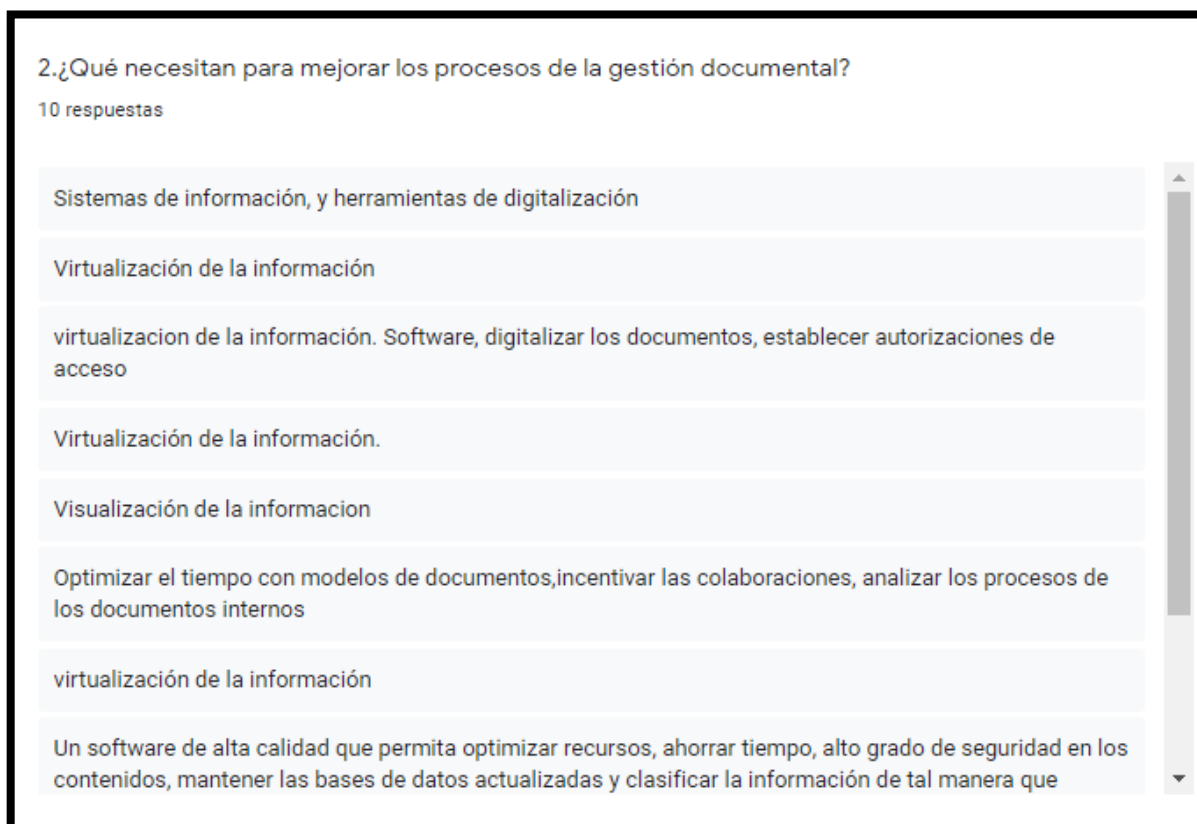 2.¿Qué necesitan para mejorar los procesos de la gestión documental?
10 respuestas
Sistemas de información, y herramientas de digitalización
Virtualización de la información
virtualizacion de la información. Software, digitalizar los documentos, establecer autorizaciones de
acceso
Virtualización de la información.
Visualización de la informacion
Optimizar el tiempo con modelos de documentos,incentivar las colaboraciones, analizar los procesos de
los documentos internos
virtualización de la información
Un software de alta calidad que permita optimizar recursos, ahorrar tiempo, alto grado de seguridad en los
contenidos, mantener las bases de datos actualizadas y clasificar la información de tal manera que